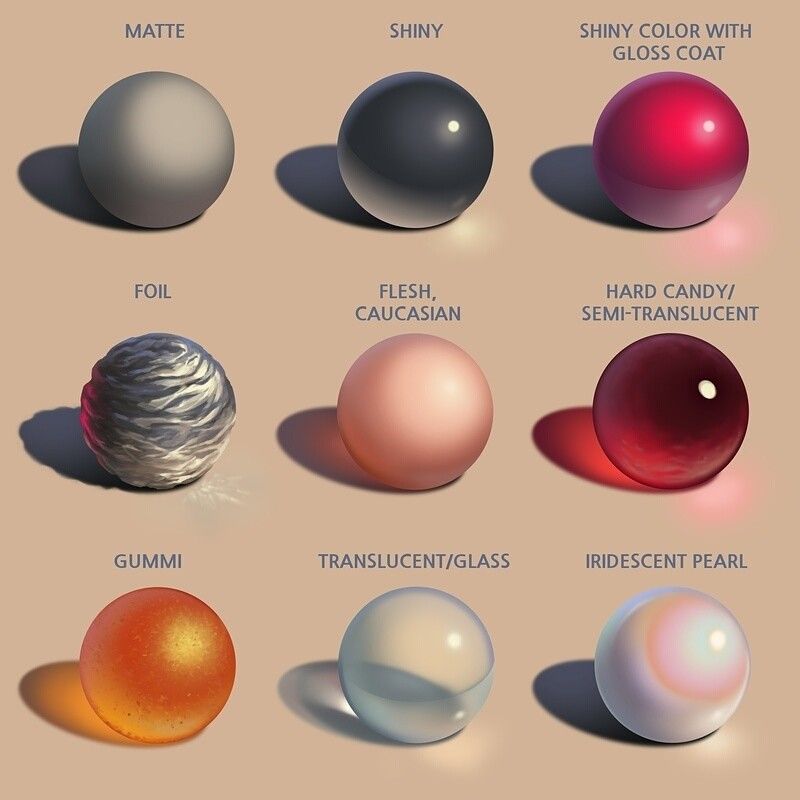 MATTE
SHINY
SHINY COLOR WITH
GLOSS COAT
FOIL
FLESH,
CAUCASIAN
HARD CANDY/
SEMI-TRANSLUCENT
GUMMI
TRANSLUCENT/GLASS
IRIDESCENT PEARL